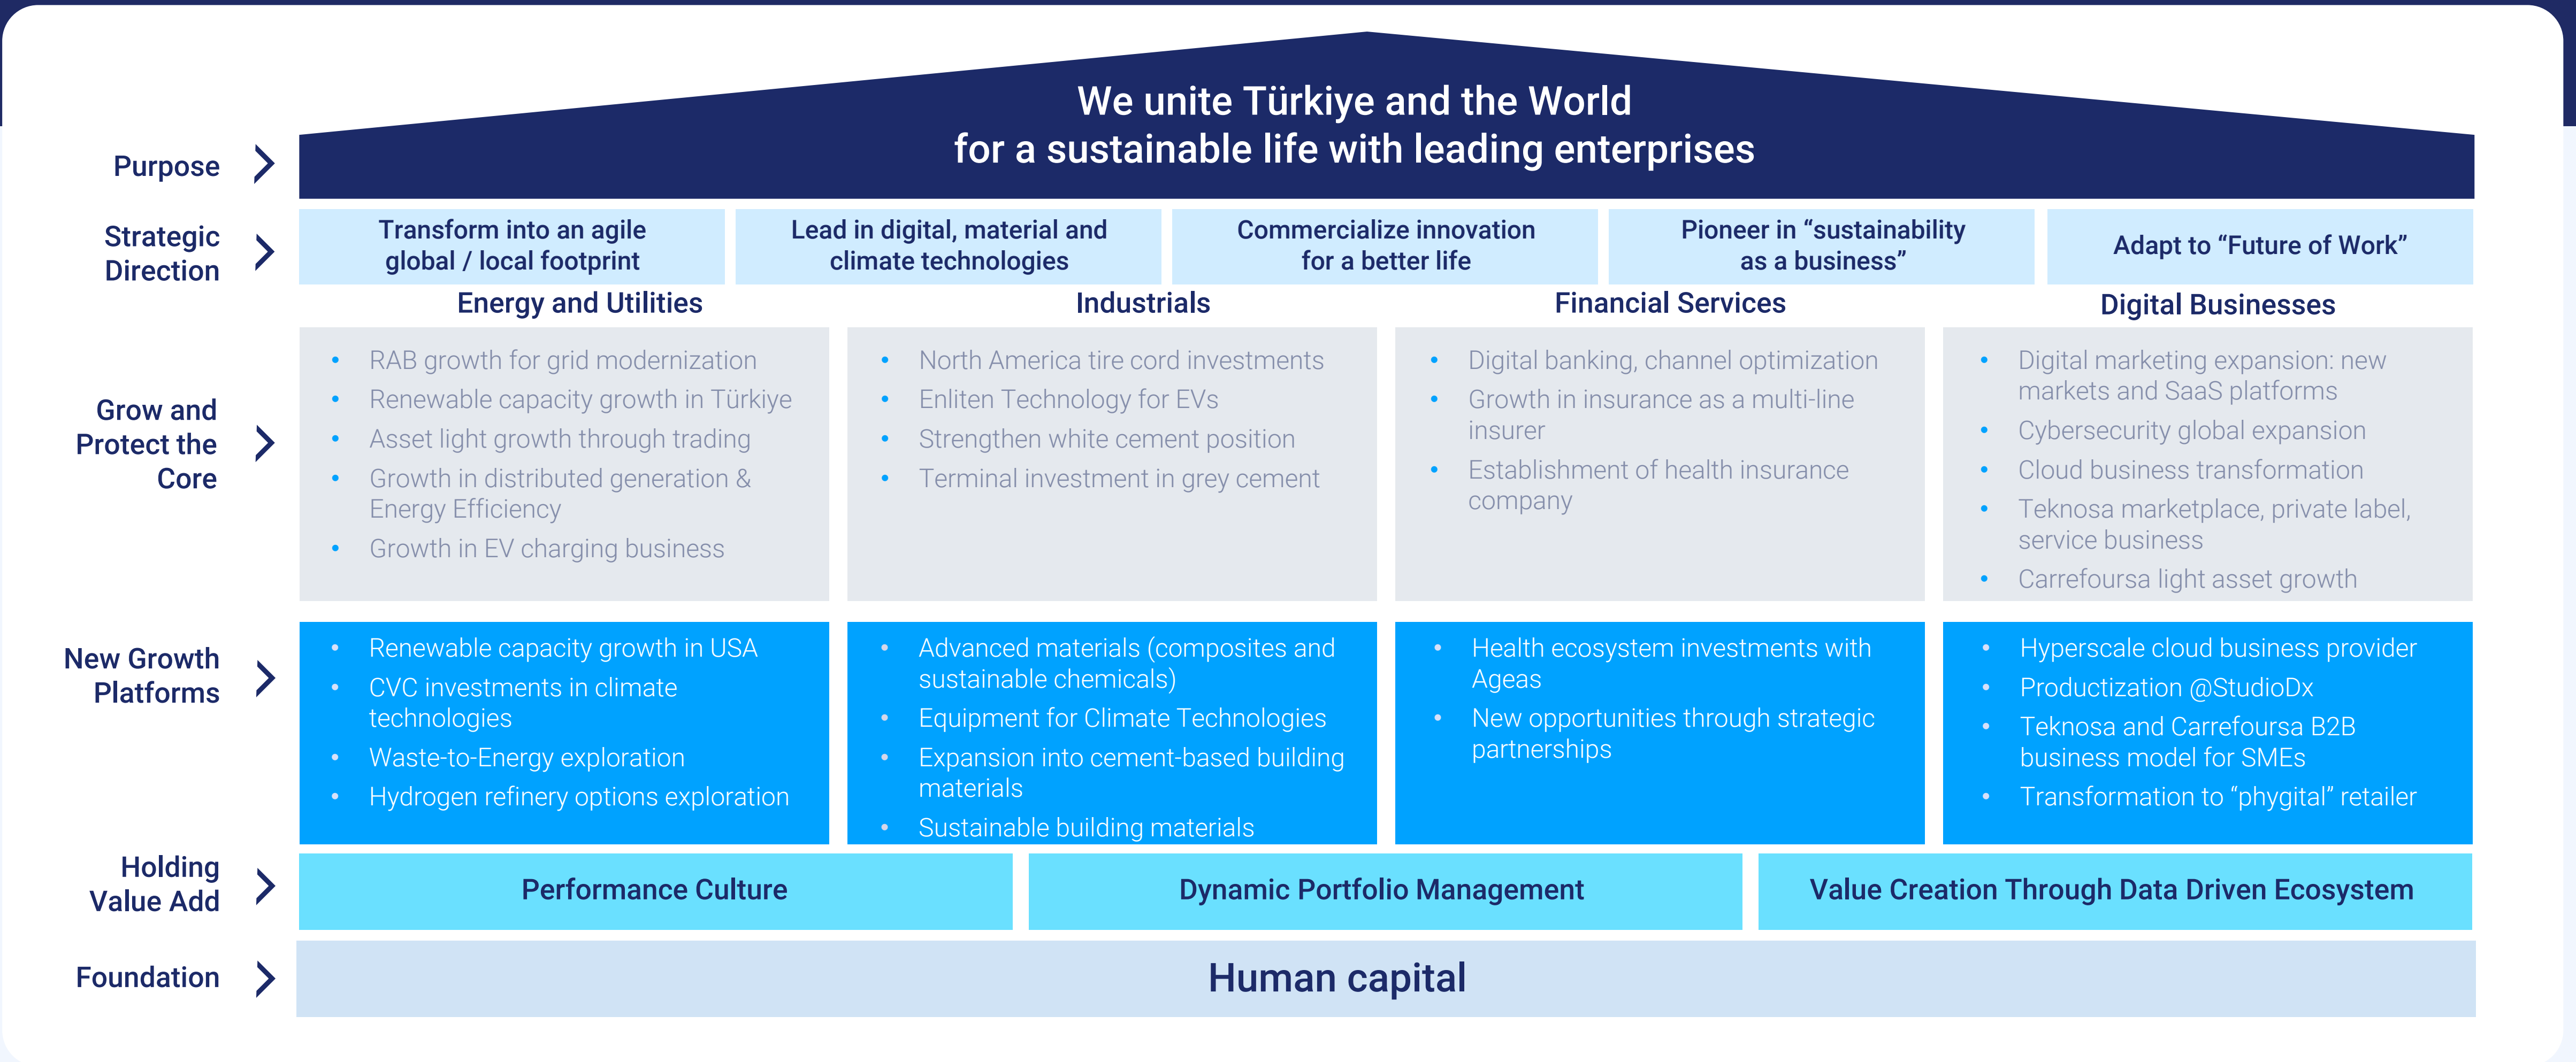 We unite Türkiye and the World
for a sustainable life with leading enterprises
Purpose
Strategic
Direction
Transform into an agile
global / local footprint
Lead in digital, material and
climate technologies
Commercialize innovation
for a better life
Pioneer in “sustainability
as a business”
Adapt to “Future of Work”
Energy and Utilities
Industrials
Financial Services
Digital Businesses
Grow and
Protect the
Core
• RAB growth for grid modernization
• Renewable capacity growth in Türkiye
• Asset light growth through trading
• Growth in distributed generation &
Energy Efficiency
• Growth in EV charging business
• North America tire cord investments
• Enliten Technology for EVs
• Strengthen white cement position
• Terminal investment in grey cement
• Digital banking, channel optimization
• Growth in insurance as a multi-line
insurer
• Establishment of health insurance
company
• Digital marketing expansion: new
markets and SaaS platforms
• Cybersecurity global expansion
• Cloud business transformation
• Teknosa marketplace, private label,
service business
• Carrefoursa light asset growth
New Growth
Platforms
• Renewable capacity growth in USA
• CVC investments in climate
technologies
• Waste-to-Energy exploration
• Hydrogen refinery options exploration
• Advanced materials (composites and
sustainable chemicals)
• Equipment for Climate Technologies
• Expansion into cement-based building
materials
• Sustainable building materials
• Health ecosystem investments with
Ageas
• New opportunities through strategic
partnerships
• Hyperscale cloud business provider
• Productization @StudioDx
• Teknosa and Carrefoursa B2B
business model for SMEs
• Transformation to “phygital” retailer
Holding
Value Add
Performance Culture
Dynamic Portfolio Management
Value Creation Through Data Driven Ecosystem
Foundation
Human capital